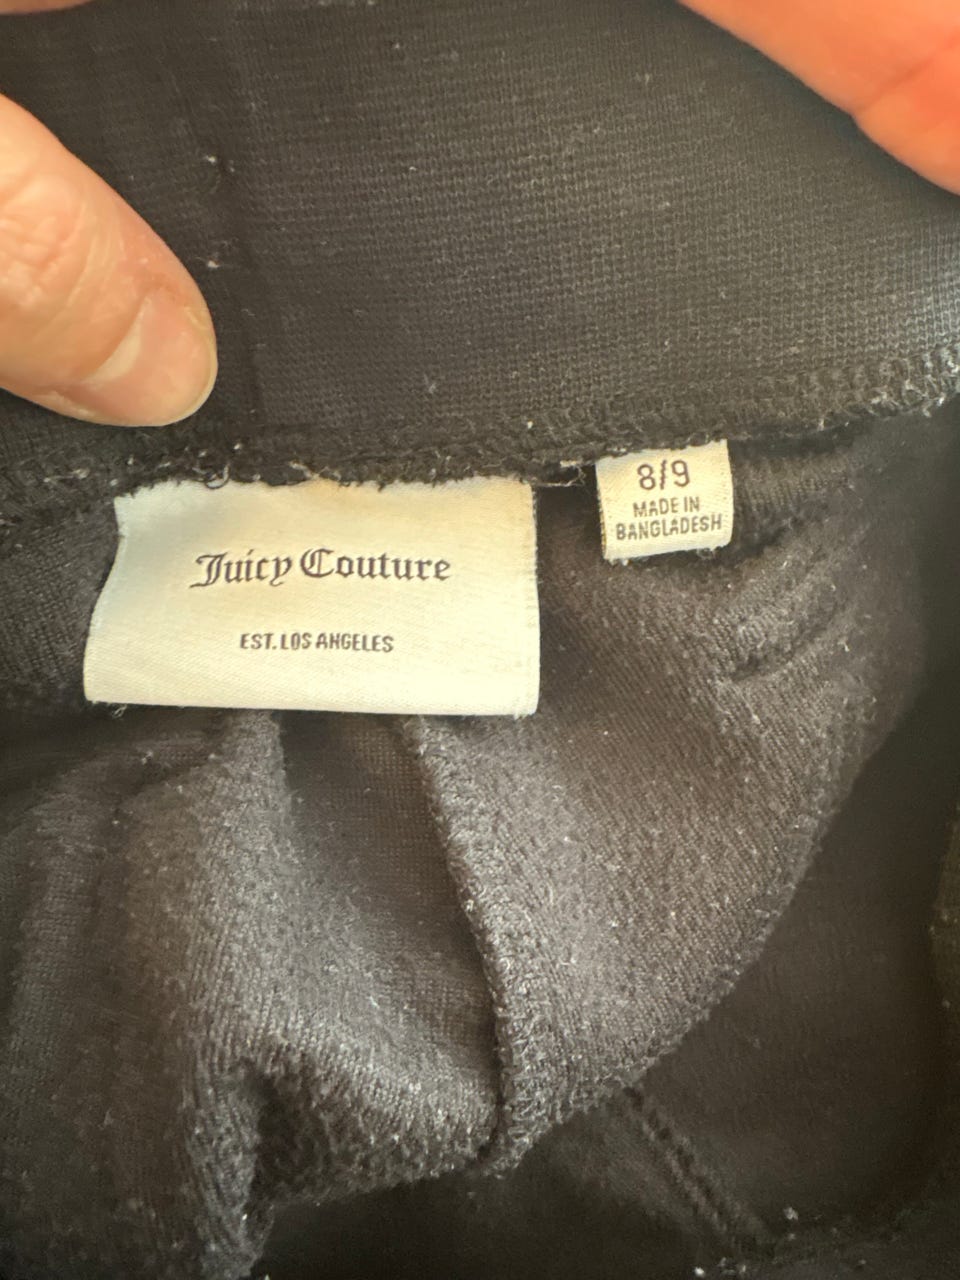 Juicy Couture
EST. LOS ANGELES
8/9
MADE IN
BANGLADESH